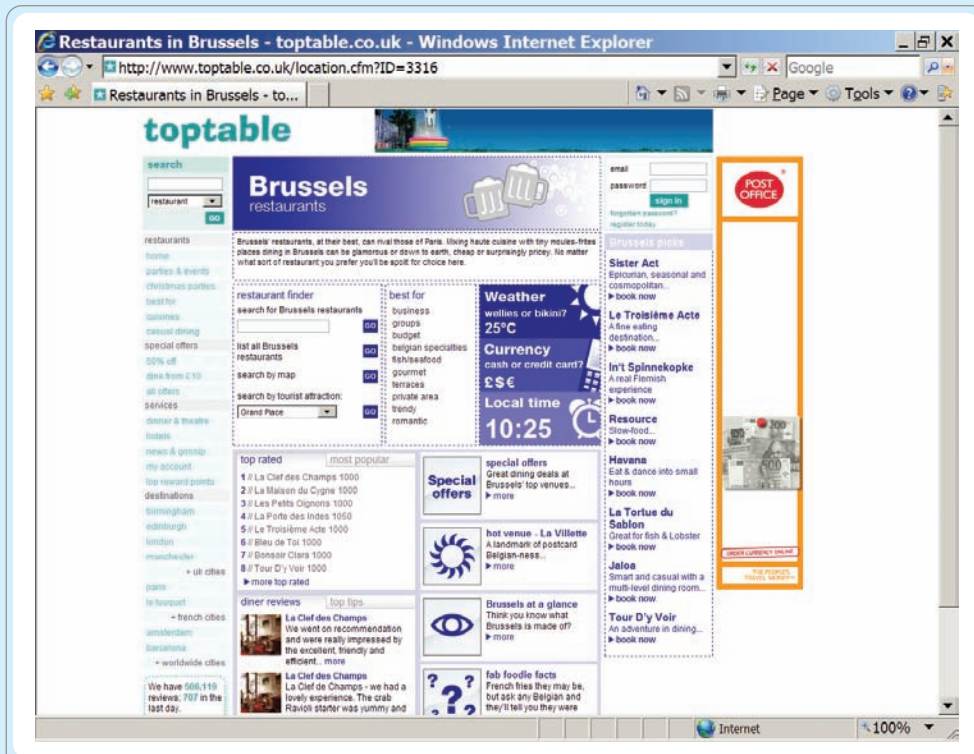 Restaurants in Brussels - toptable.co.uk - Windows Internet Explorer
http://www.toptable.co.uk/location.cfm?ID=3316
Google
Restaurants in Brussels - to...
Page
Tools
toptable
search
restaurant
GO
restaurants
home
parties & events
christmas parties
best for
cuisines
casual dining
special offers
50% off
dine from £10
all offers
services
dinner & theatre
hotels
news & gossip
my account
top reward points
destinations
birmingham
edinburgh
london
manchester
+ uk cities
paris
le touquet
+ french cities
amsterdam
barcelona
+ worldwide cities
We have 506,119
reviews; 707 in the
last day.
Brussels
restaurants
Brussels' restaurants, at their best, can rival those of Paris. Mixing haute cuisine with tiny moules-frites
places dining in Brussels can be glamorous or down to earth, cheap or surprisingly pricey. No matter
what sort of restaurant you prefer you'll be spoilt for choice here.
restaurant finder
search for Brussels restaurants
GO
list all Brussels
restaurants
GO
search by map
GO
search by tourist attraction:
Grand Place
GO
best for
business
groups
budget
belgian specialties
fish/seafood
gourmet
terraces
private area
trendy
romantic
Weather
wellies or bikini?
25°C
Currency
cash or credit card?
£$€
Local time
10:25
top rated
most popular
1 // La Clef des Champs 1000
2 // La Maison du Cygne 1000
3 // Les Petits Oignons 1000
4 // La Porte des Indes 1050
5 // Le Troisième Acte 1000
6 // Bleu de Toi 1000
7 // Bonsoir Clara 1000
8 // Tour D'y Voir 1000
more top rated
diner reviews
top tips
La Clef des Champs
We went on recommendation
and were really impressed by
the excellent, friendly and
efficient... more
La Clef des Champs
La Clef de Champs - we had a
lovely experience. The crab
Ravioli starter was yummy and
Special
offers
special offers
Great dining deals at
Brussels' top venues...
more
hot venue - La Villette
A landmark of postcard
Belgian-ness...
more
Brussels at a glance
Think you know what
Brussels is made of?
more
? ? ?
fab foodie facts
French fries they may be,
but ask any Belgian and
they'll tell you they were
email
password
sign in
forgotten password?
register today
Brussels picks
Sister Act
Epicurian, seasonal and
cosmopolitan...
book now
Le Troisième Acte
A fine eating
destination...
book now
In't Spinnekopke
A real Flemish
experience
book now
Resource
Slow-food...
book now
Havana
Eat & dance into small
hours
book now
La Tortue du
Sablon
Great for fish & Lobster
book now
Jaloa
Smart and casual with a
multi-level dining room...
book now
Tour D'y Voir
An adventure in dining...
book now
POST
OFFICE
100
200
500
ORDER CURRENCY ONLINE
THE PEOPLE'S
TRAVEL MONEY
Internet
100%